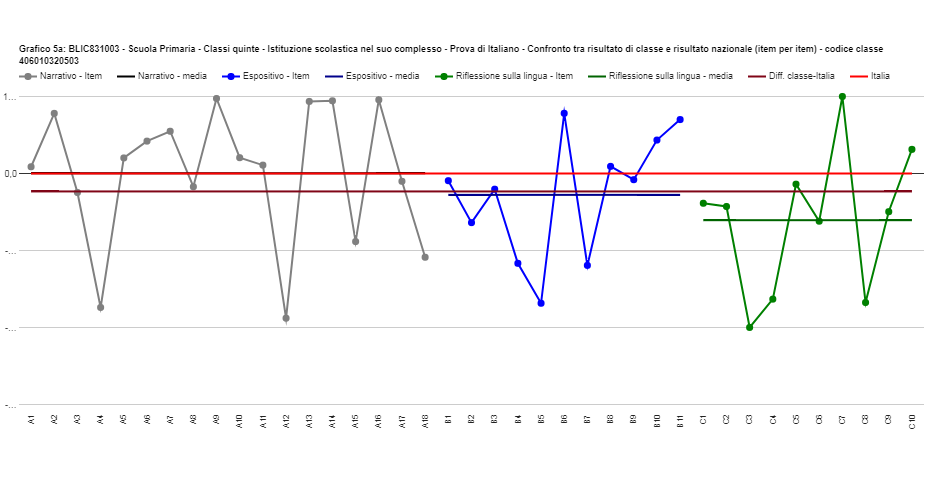 Grafico 5a: BLIC831003 - Scuola Primaria - Classi quinte - Istituzione scolastica nel suo complesso - Prova di Italiano - Confronto tra risultato di classe e risultato nazionale (item per item) - codice classe
406010320503
Narrativo - Item Narrativo - media Espositivo - Item Espositivo - media Riflessione sulla lingua - Item Riflessione sulla lingua - media Diff. classe-Italia Italia
1...
0,0
-...
-...
-...
A1 A2 A3 A4 A5 A6 A7 A8 A9 A10 A11 A12 A13 A14 A15 A16 A17 A18 B1 B2 B3 B4 B5 B6 B7 B8 B9 B10 B11 C1 C2 C3 C4 C5 C6 C7 C8 C9 C10